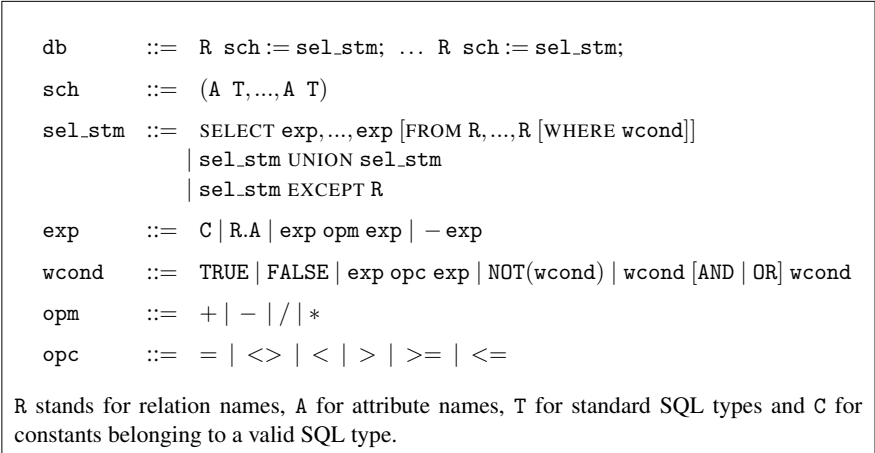 db ::= R sch := sel_stm; ... R sch := sel_stm;
sch ::= (A T,...,A T)
sel_stm ::= SELECT exp,...,exp [FROM R,...,R [WHERE wcond]]
| sel_stm UNION sel_stm
| sel_stm EXCEPT R
exp ::= C | R.A | exp opm exp | − exp
wcond ::= TRUE | FALSE | exp opc exp | NOT(wcond) | wcond [AND | OR] wcond
opm ::= + | − | / | ∗
opc ::= = | <> | < | > | >= | <=
R stands for relation names, A for attribute names, T for standard SQL types and C for
constants belonging to a valid SQL type.